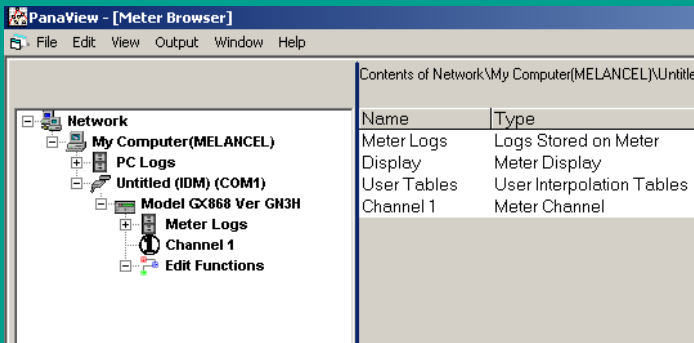 PanaView - [Meter Browser]
File Edit View Output Window Help
Contents of Network\My Computer(MELANCEL)\Untitle
Network
My Computer(MELANCEL)
PC Logs
Untitled (IDM) (COM1)
Model GX868 Ver GN3H
Meter Logs
1 Channel 1
Edit Functions
Name Type
Meter Logs Logs Stored on Meter
Display Meter Display
User Tables User Interpolation Tables
Channel 1 Meter Channel